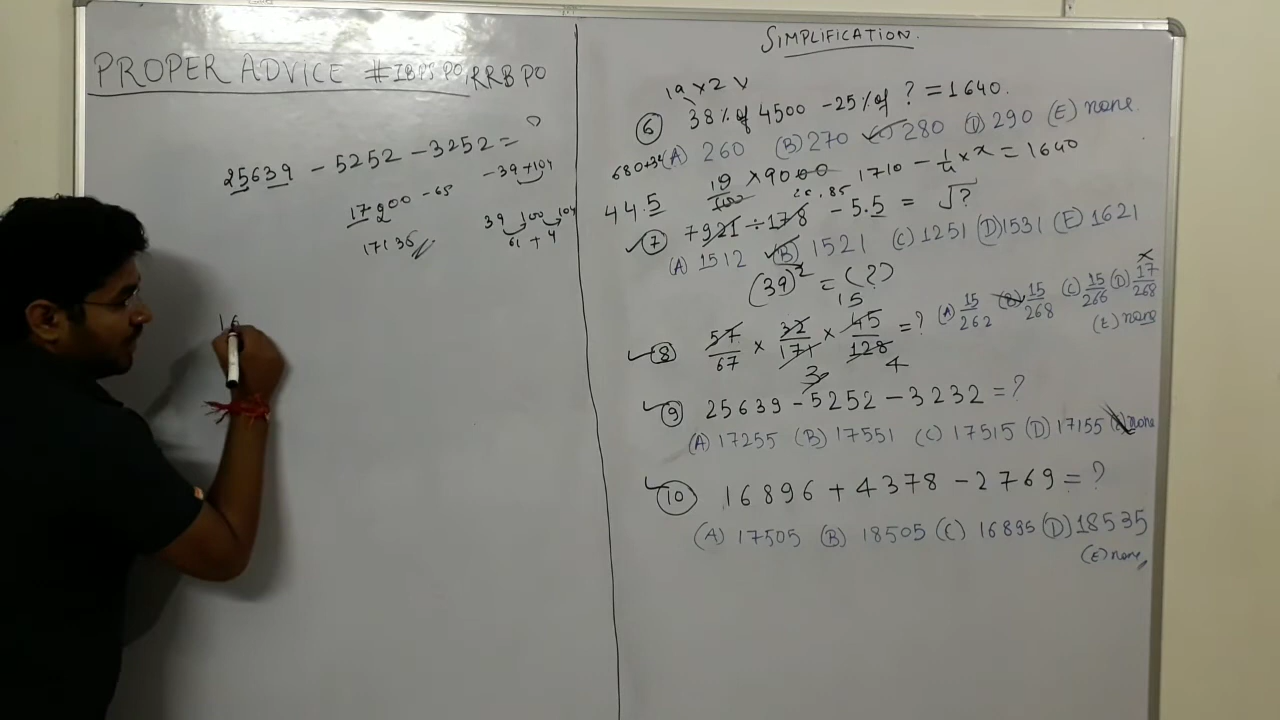 PROPER ADVICE #IBPS PO, RRB PO
25639 - 5252 - 3252 = ?
- 39 + 104
17200 - 65
39 100 104
61 + 4
17135
16
SIMPLIFICATION.
19 x 2 v
(6) 38% of 4500 - 25% of ? = 1640.
(A) 260 (B) 270 (C) 280 (D) 290 (E) none.
680+34
19/100 x 9000 1710 - 1/4 x x = 1640
44.5
(7) 7921 ÷ 178 - 5.5 = √?
(A) 1512 (B) 1521 (C) 1251 (D) 1531 (E) 1621
(39)² = (?)
15
(8) 57/67 x 32/171 x 45/128 = ? (A) 15/262 (B) 15/268 (C) 15/266 (D) 17/268
(E) none
3 4
(9) 25639 - 5252 - 3232 = ?
(A) 17255 (B) 17551 (C) 17515 (D) 17155 (E) none
(10) 16896 + 4378 - 2769 = ?
(A) 17505 (B) 18505 (C) 16895 (D) 18535
(E) none